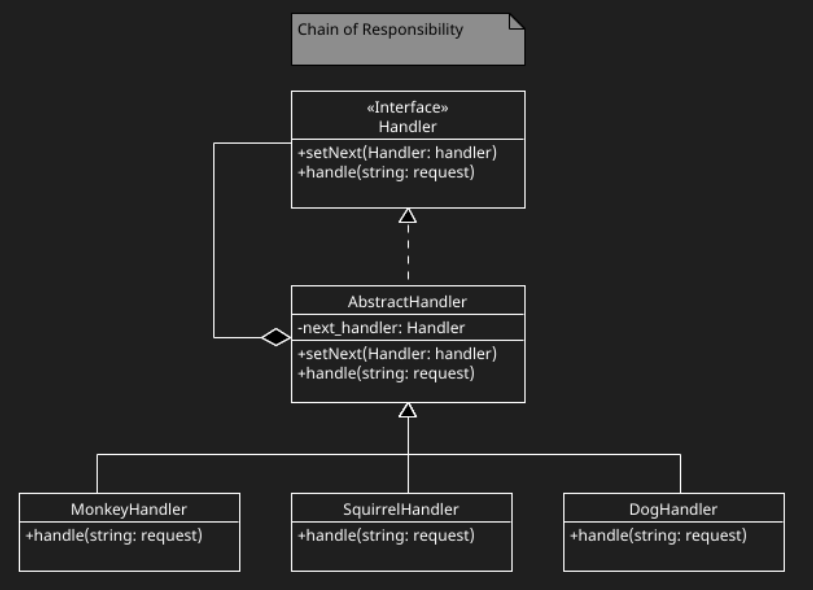 Chain of Responsibility
«Interface»
Handler
+setNext(Handler: handler)
+handle(string: request)
AbstractHandler
-next_handler: Handler
+setNext(Handler: handler)
+handle(string: request)
MonkeyHandler
+handle(string: request)
SquirrelHandler
+handle(string: request)
DogHandler
+handle(string: request)